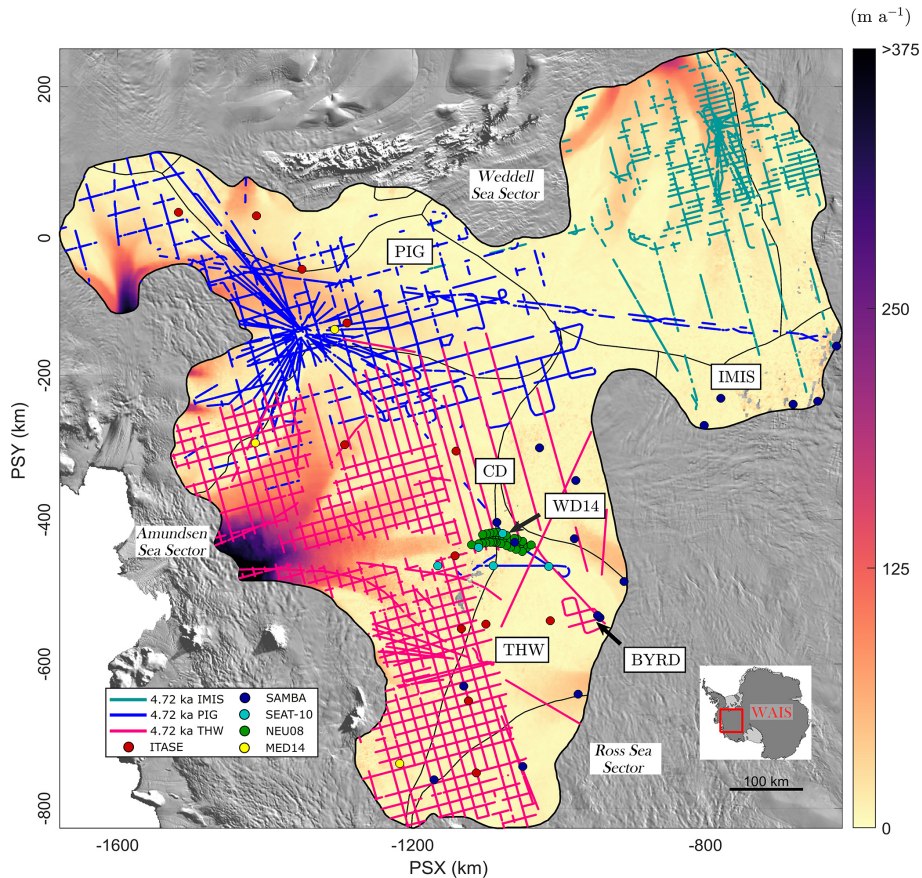 (m a⁻¹)
>375
250
125
0
200
0
-200
-400
-600
-800
PSY (km)
-1600
-1200
-800
PSX (km)
Weddell
Sea Sector
PIG
IMIS
CD
WD14
Amundsen
Sea Sector
THW
BYRD
Ross Sea
Sector
WAIS
100 km
4.72 ka IMIS
4.72 ka PIG
4.72 ka THW
ITASE
SAMBA
SEAT-10
NEU08
MED14